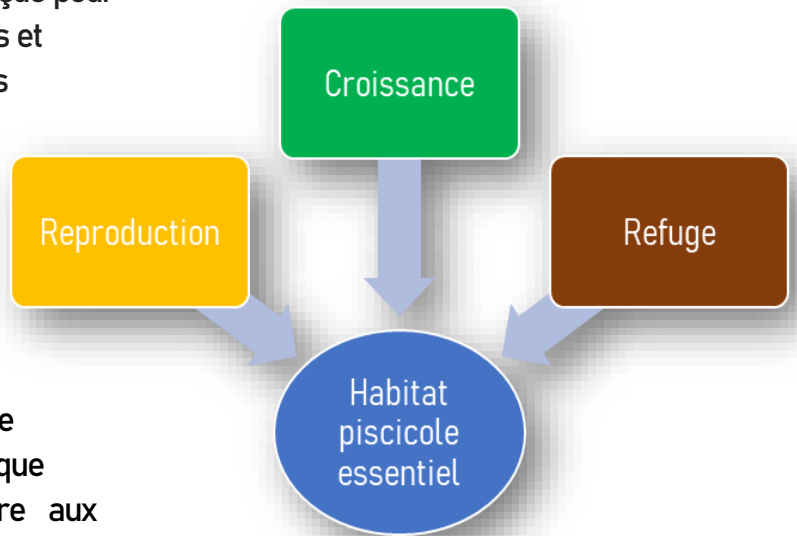 s et
s
Croissance
Reproduction
Refuge
Habitat
piscicole
essentiel
e
que
re aux